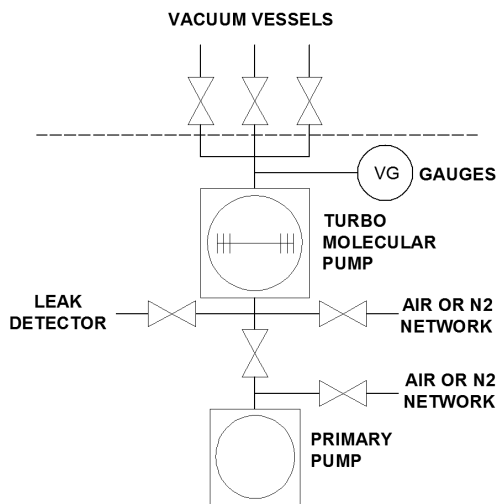 VACUUM VESSELS
VG
GAUGES
TURBO
MOLECULAR
PUMP
LEAK
DETECTOR
AIR OR N2
NETWORK
AIR OR N2
NETWORK
PRIMARY
PUMP